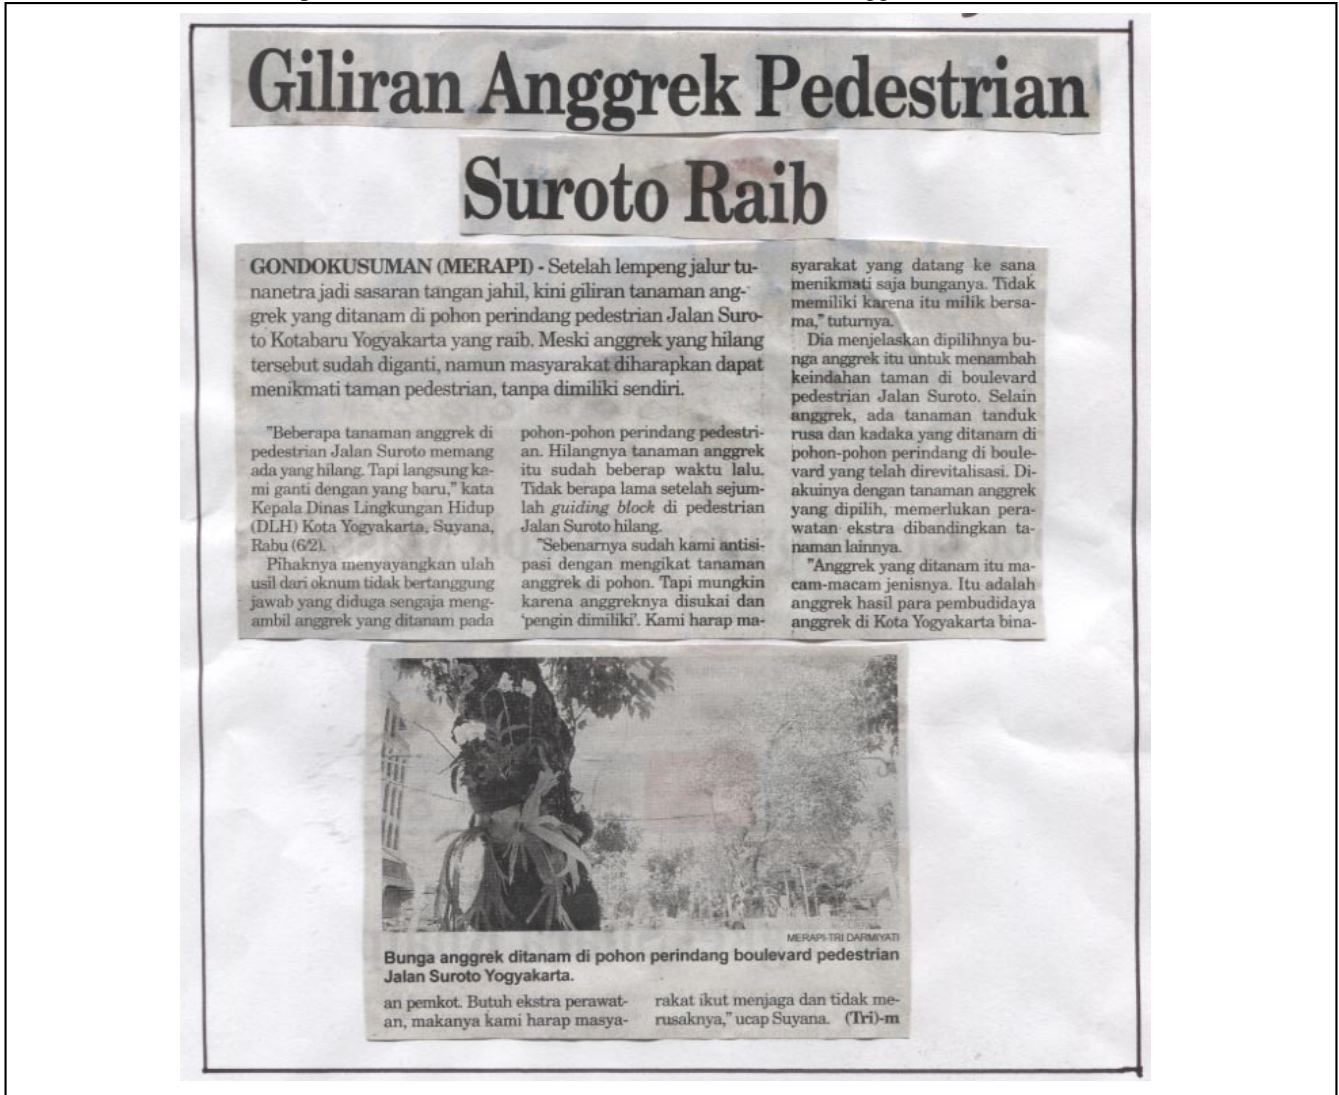 Giliran Anggrek Pedestrian
Suroto Raib
GONDOKUSUMAN (MERAPI) - Setelah lempeng jalur tu-
nanetra jadi sasaran tangan jahil, kini giliran tanaman ang-
grek yang ditanam di pohon perindang pedestrian Jalan Suro-
to Kotabaru Yogyakarta yang raib. Meski anggrek yang hilang
tersebut sudah diganti, namun masyarakat diharapkan dapat
menikmati taman pedestrian, tanpa dimiliki sendiri.
"Beberapa tanaman anggrek di
pedestrian Jalan Suroto memang
ada yang hilang. Tapi langsung ka-
mi ganti dengan yang baru," kata
Kepala Dinas Lingkungan Hidup
(DLH) Kota Yogyakarta, Suyana,
Rabu (6/2).
Pihaknya menyayangkan ulah
usil dari oknum tidak bertanggung
jawab yang diduga sengaja meng-
ambil anggrek yang ditanam pada
pohon-pohon perindang pedestri-
an. Hilangnya tanaman anggrek
itu sudah beberap waktu lalu.
Tidak berapa lama setelah sejum-
lah guiding block di pedestrian
Jalan Suroto hilang.
"Sebenarnya sudah kami antisi-
pasi dengan mengikat tanaman
anggrek di pohon. Tapi mungkin
karena anggreknya disukai dan
'pengin dimiliki'. Kami harap ma-
syarakat yang datang ke sana
menikmati saja bunganya. Tidak
memiliki karena itu milik bersa-
ma," tuturnya.
Dia menjelaskan dipilihnya bu-
nga anggrek itu untuk menambah
keindahan taman di boulevard
pedestrian Jalan Suroto. Selain
anggrek, ada tanaman tanduk
rusa dan kadaka yang ditanam di
pohon-pohon perindang di boule-
vard yang telah direvitalisasi. Di-
akuinya dengan tanaman anggrek
yang dipilih, memerlukan pera-
watan ekstra dibandingkan ta-
naman lainnya.
"Anggrek yang ditanam itu ma-
cam-macam jenisnya. Itu adalah
anggrek hasil para pembudidaya
anggrek di Kota Yogyakarta bina-
MERAPI-TRI DARMIYATI
Bunga anggrek ditanam di pohon perindang boulevard pedestrian
Jalan Suroto Yogyakarta.
an pemkot. Butuh ekstra perawat-
an, makanya kami harap masya-
rakat ikut menjaga dan tidak me-
rusaknya," ucap Suyana. (Tri)-m